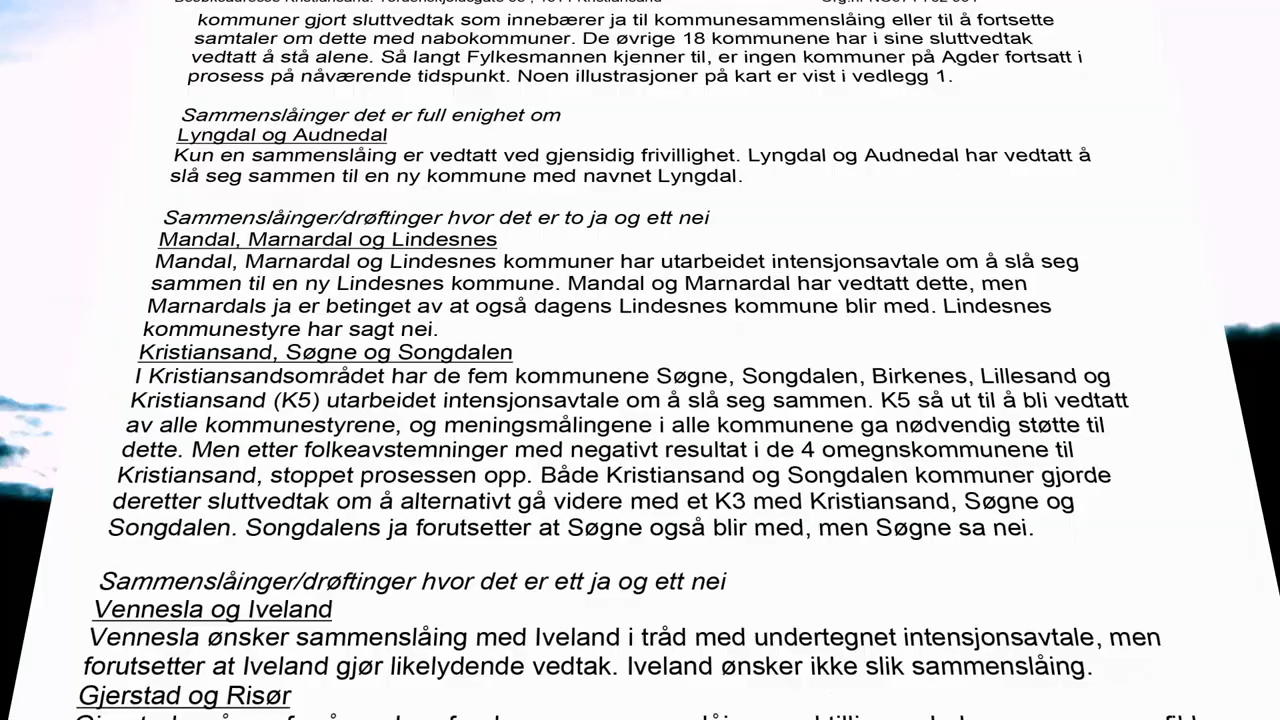 kommuner gjort sluttvedtak som innebærer ja til kommunesammenslåing eller til å fortsette
samtaler om dette med nabokommuner. De øvrige 18 kommunene har i sine sluttvedtak
vedtatt å stå alene. Så langt Fylkesmannen kjenner til, er ingen kommuner på Agder fortsatt i
prosess på nåværende tidspunkt. Noen illustrasjoner på kart er vist i vedlegg 1.
Sammenslåinger det er full enighet om
Lyngdal og Audnedal
Kun en sammenslåing er vedtatt ved gjensidig frivillighet. Lyngdal og Audnedal har vedtatt å
slå seg sammen til en ny kommune med navnet Lyngdal.
Sammenslåinger/drøftinger hvor det er to ja og ett nei
Mandal, Marnardal og Lindesnes
Mandal, Marnardal og Lindesnes kommuner har utarbeidet intensjonsavtale om å slå seg
sammen til en ny Lindesnes kommune. Mandal og Marnardal har vedtatt dette, men
Marnardals ja er betinget av at også dagens Lindesnes kommune blir med. Lindesnes
kommunestyre har sagt nei.
Kristiansand, Søgne og Songdalen
I Kristiansandsområdet har de fem kommunene Søgne, Songdalen, Birkenes, Lillesand og
Kristiansand (K5) utarbeidet intensjonsavtale om å slå seg sammen. K5 så ut til å bli vedtatt
av alle kommunestyrene, og meningsmålingene i alle kommunene ga nødvendig støtte til
dette. Men etter folkeavstemninger med negativt resultat i de 4 omegnskommunene til
Kristiansand, stoppet prosessen opp. Både Kristiansand og Songdalen kommuner gjorde
deretter sluttvedtak om å alternativt gå videre med et K3 med Kristiansand, Søgne og
Songdalen. Songdalens ja forutsetter at Søgne også blir med, men Søgne sa nei.
Sammenslåinger/drøftinger hvor det er ett ja og ett nei
Vennesla og Iveland
Vennesla ønsker sammenslåing med Iveland i tråd med undertegnet intensjonsavtale, men
forutsetter at Iveland gjør likelydende vedtak. Iveland ønsker ikke slik sammenslåing.
Gjerstad og Risør